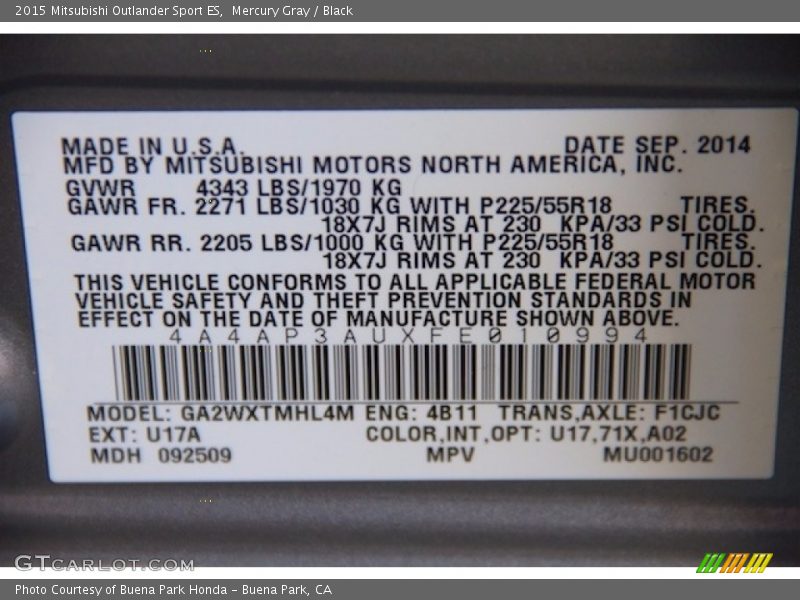 2015 Mitsubishi Outlander Sport ES, Mercury Gray / Black
MADE IN U.S.A. DATE SEP. 2014
MFD BY MITSUBISHI MOTORS NORTH AMERICA, INC.
GVWR 4343 LBS/1970 KG
GAWR FR. 2271 LBS/1030 KG WITH P225/55R18 TIRES,
18X7J RIMS AT 230 KPA/33 PSI COLD.
GAWR RR. 2205 LBS/1000 KG WITH P225/55R18 TIRES.
18X7J RIMS AT 230 KPA/33 PSI COLD.
THIS VEHICLE CONFORMS TO ALL APPLICABLE FEDERAL MOTOR
VEHICLE SAFETY AND THEFT PREVENTION STANDARDS IN
EFFECT ON THE DATE OF MANUFACTURE SHOWN ABOVE.
4A4AP3AUXFE010994
MODEL: GA2WXTMHL4M ENG: 4B11 TRANS,AXLE: F1CJC
EXT: U17A COLOR,INT,OPT: U17,71X,A02
MDH 092509 MPV MU001602
GTCARLOT.COM
Photo Courtesy of Buena Park Honda - Buena Park, CA